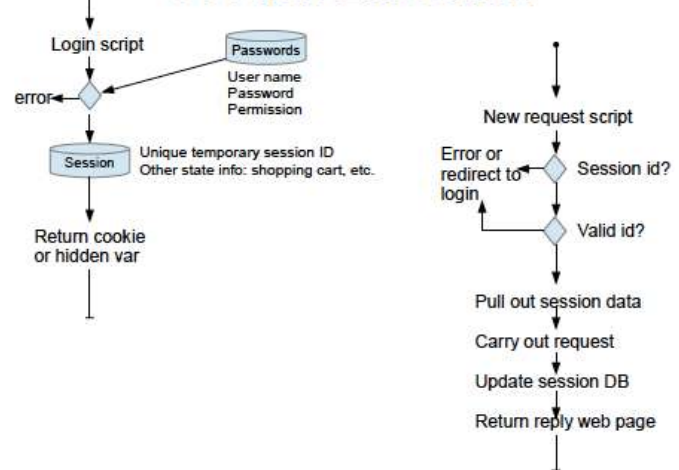 Login script
Passwords
User name
Password
Permission
error
Session
Unique temporary session ID
Other state info: shopping cart, etc.
Return cookie
or hidden var
New request script
Error or
redirect to
login
Session id?
Valid id?
Pull out session data
Carry out request
Update session DB
Return reply web page